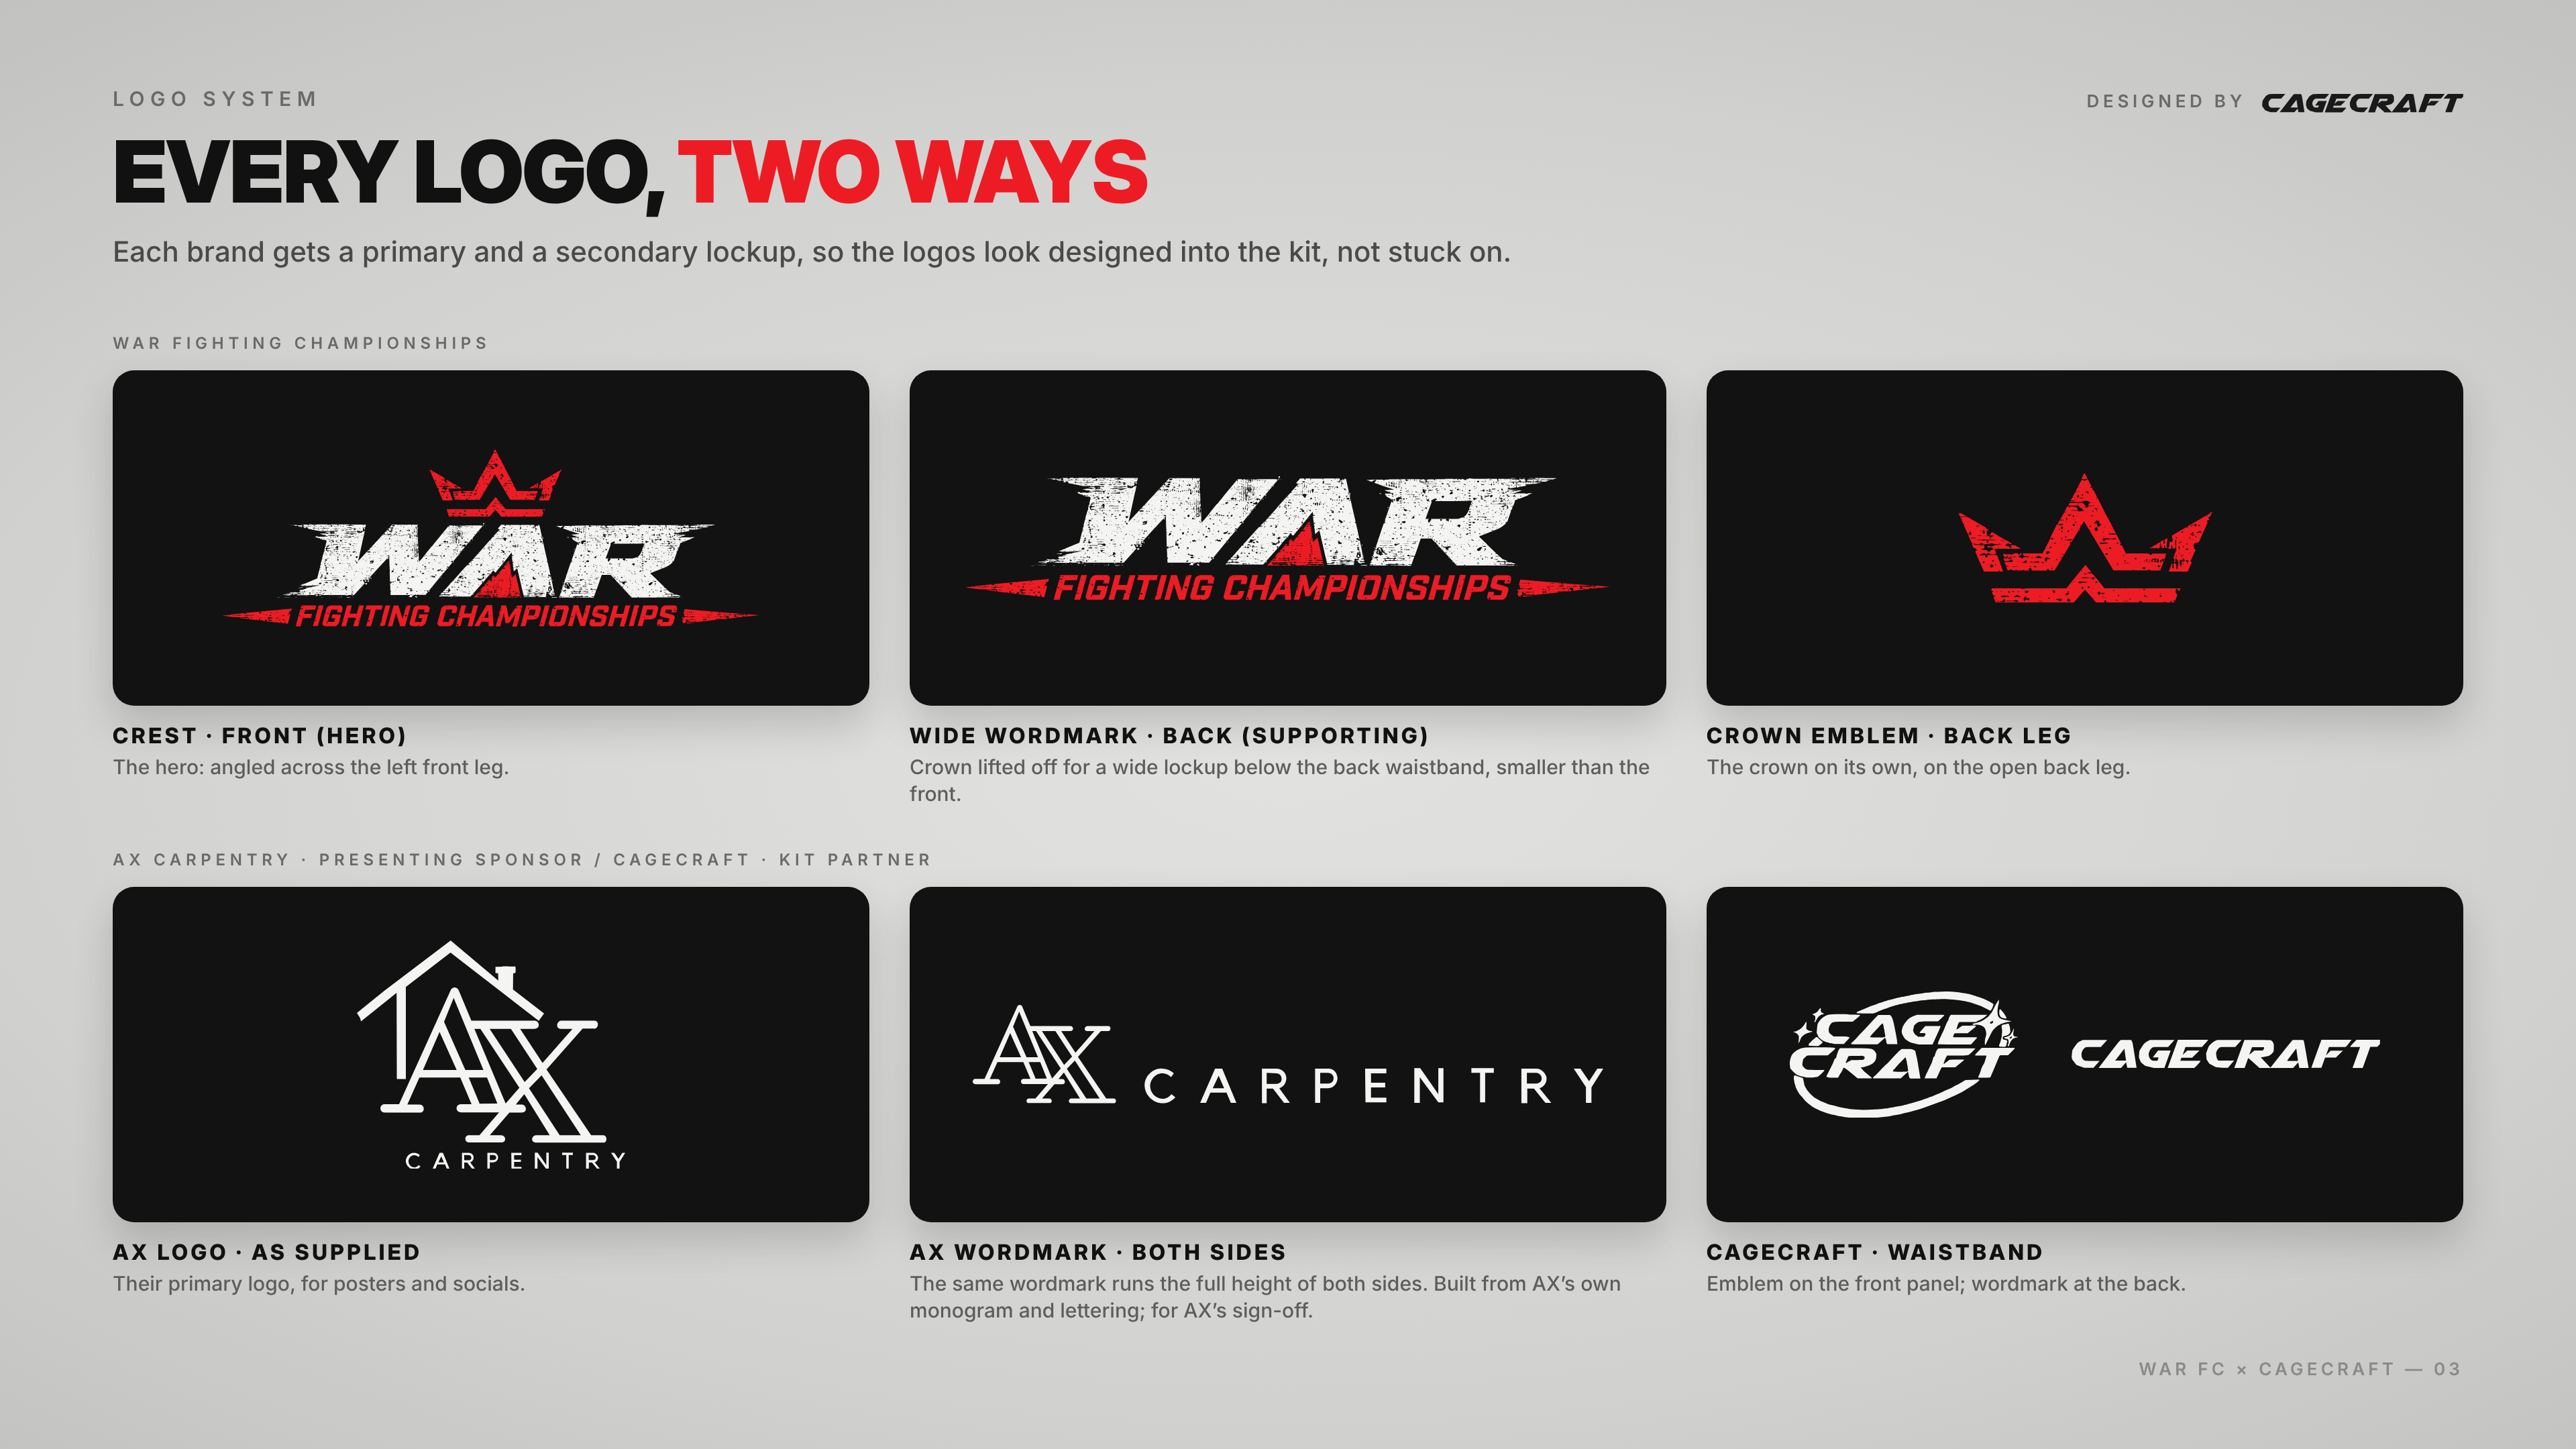 LOGO SYSTEM
DESIGNED BY CAGECRAFT
EVERY LOGO, TWO WAYS
Each brand gets a primary and a secondary lockup, so the logos look designed into the kit, not stuck on.
WAR FIGHTING CHAMPIONSHIPS
WAR
FIGHTING CHAMPIONSHIPS
WAR
FIGHTING CHAMPIONSHIPS
CREST · FRONT (HERO)
The hero: angled across the left front leg.
WIDE WORDMARK · BACK (SUPPORTING)
Crown lifted off for a wide lockup below the back waistband, smaller than the
front.
CROWN EMBLEM · BACK LEG
The crown on its own, on the open back leg.
AX CARPENTRY · PRESENTING SPONSOR / CAGECRAFT · KIT PARTNER
AX
CARPENTRY
AX CARPENTRY
CAGE
CRAFT
CAGECRAFT
AX LOGO · AS SUPPLIED
Their primary logo, for posters and socials.
AX WORDMARK · BOTH SIDES
The same wordmark runs the full height of both sides. Built from AX’s own
monogram and lettering; for AX’s sign-off.
CAGECRAFT · WAISTBAND
Emblem on the front panel; wordmark at the back.
WAR FC × CAGECRAFT — 03